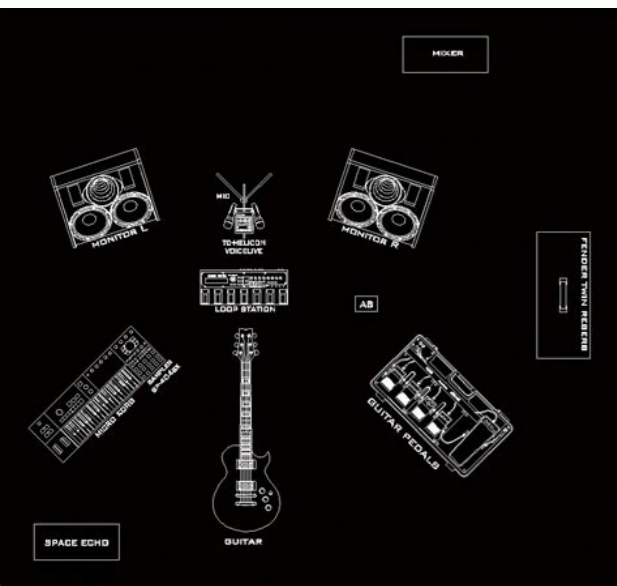 MIXER
MIC
MONITOR L
MONITOR R
TC-HELICON
VOICELIVE
FENDER TWIN REBERB
LOOP STATION
AB
SAMPLER
SP-404SX
MICRO KORG
GUITAR PEDALS
SPACE ECHO
GUITAR